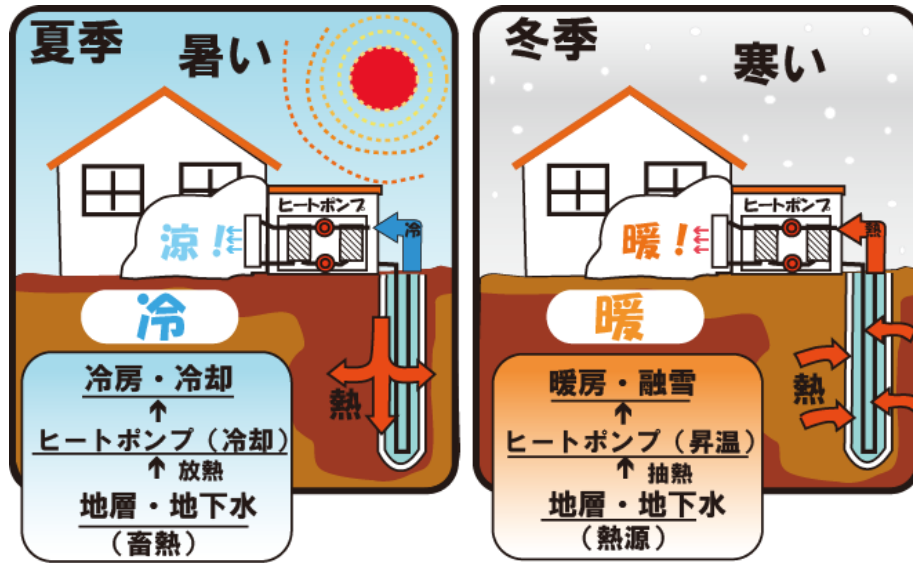 夏季
暑い
ヒートポンプ
冷
涼！
冷
熱
冷房・冷却
↑
ヒートポンプ（冷却）
↑ 放熱
地層・地下水
（畜熱）
冬季
寒い
ヒートポンプ
熱
暖！
暖
熱
暖房・融雪
↑
ヒートポンプ（昇温）
↑ 抽熱
地層・地下水
（熱源）